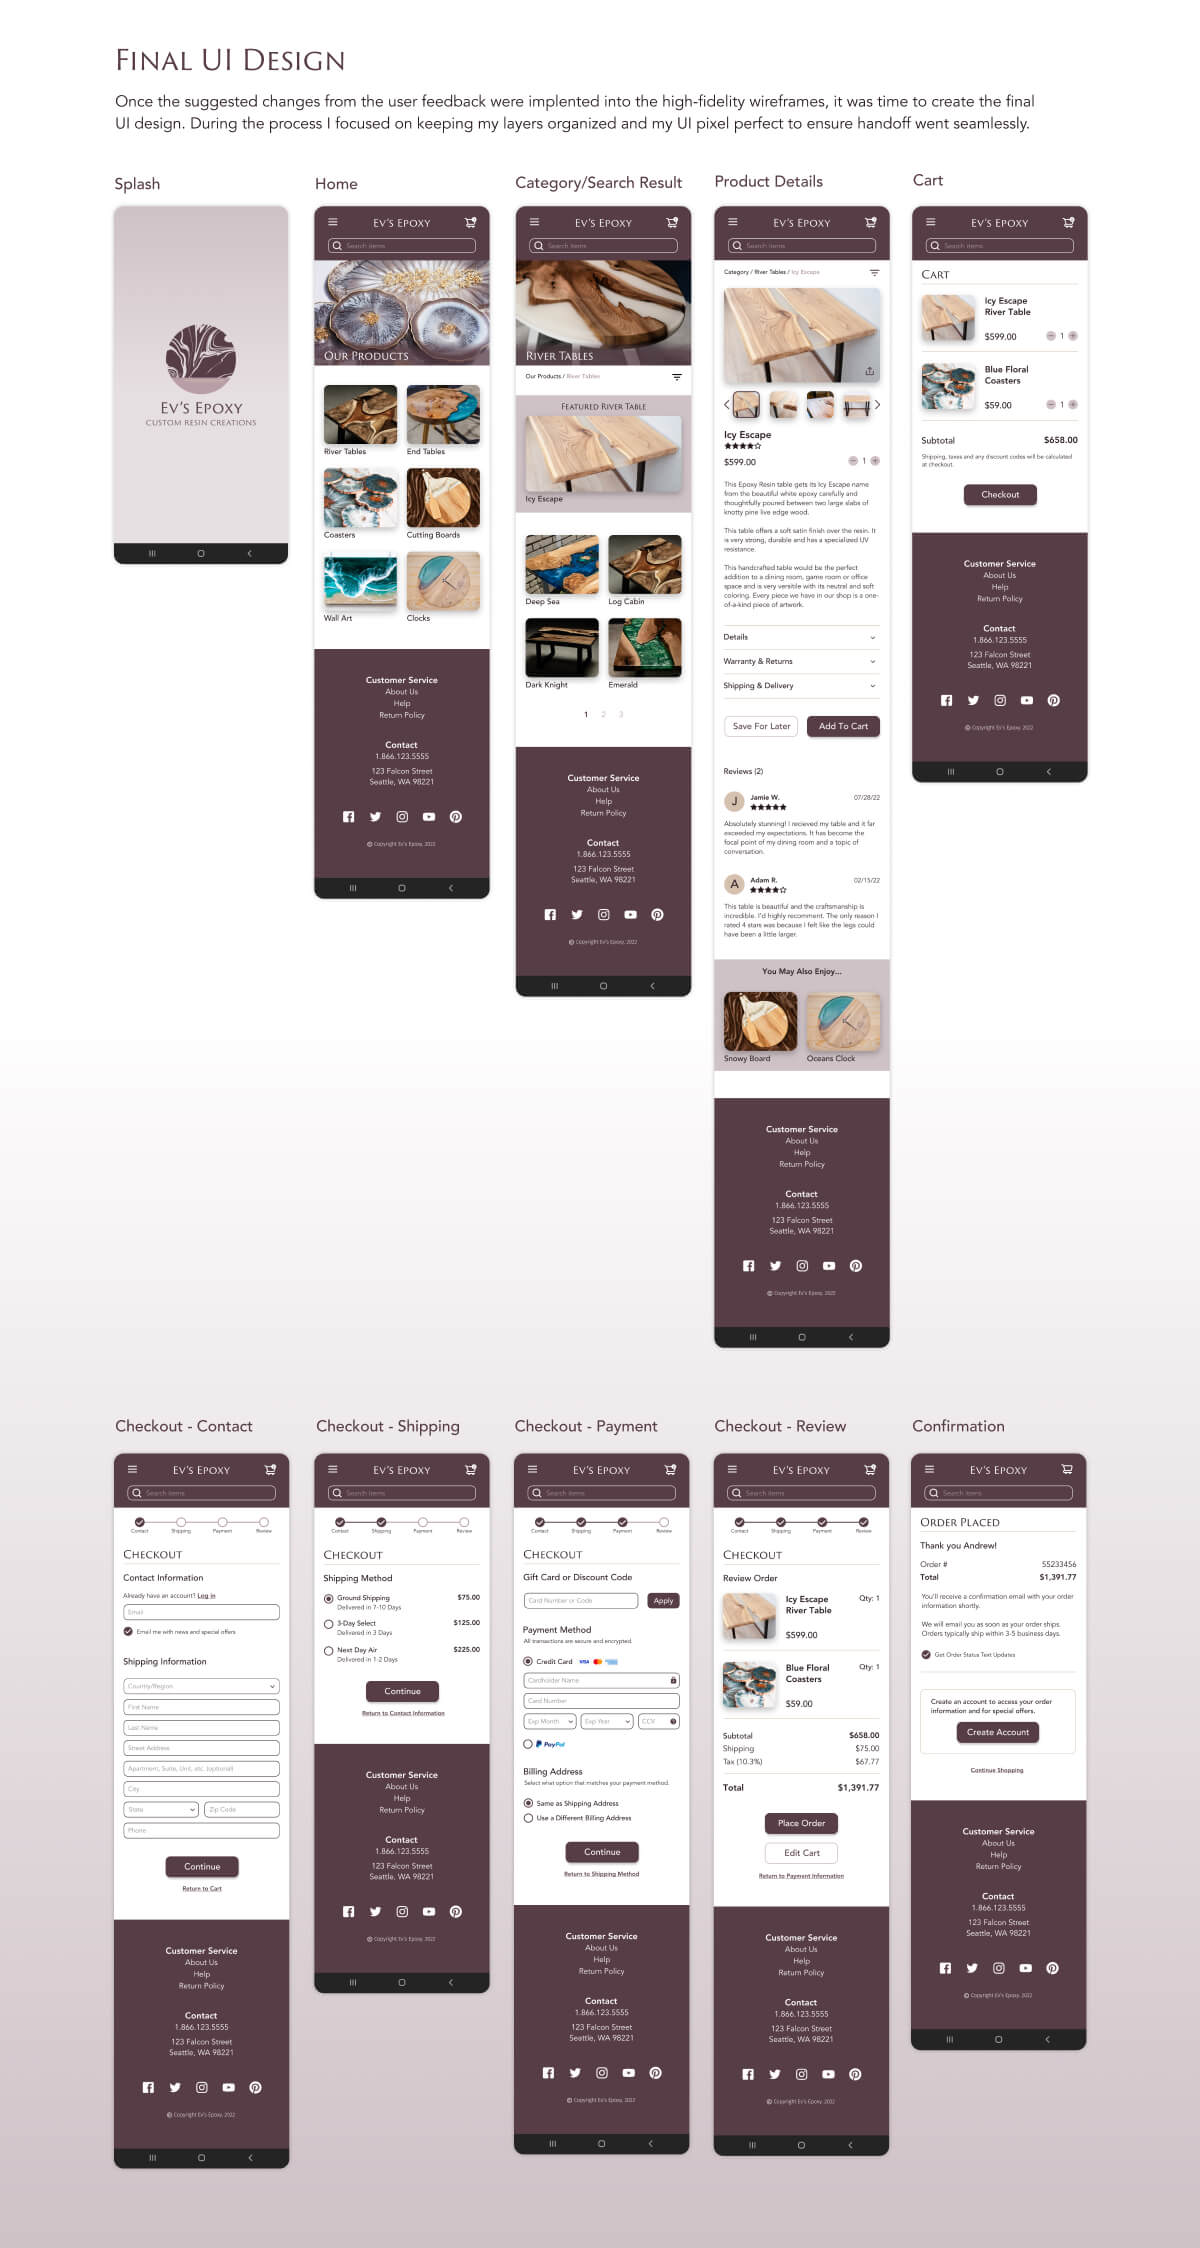 FINAL UI DESIGN
Once the suggested changes from the user feedback were implented into the high-fidelity wireframes, it was time to create the final
UI design. During the process I focused on keeping my layers organized and my UI pixel perfect to ensure handoff went seamlessly.
Splash
EV'S EPOXY
CUSTOM RESIN CREATIONS
Home
EV'S EPOXY
Search items
OUR PRODUCTS
River Tables
End Tables
Coasters
Cutting Boards
Wall Art
Clocks
Customer Service
About Us
Help
Return Policy
Contact
1.866.123.5555
123 Falcon Street
Seattle, WA 98221
© Copyright Ev's Epoxy, 2022
Category/Search Result
EV'S EPOXY
Search items
RIVER TABLES
Our Products / River Tables
FEATURED RIVER TABLE
Icy Escape
Deep Sea
Log Cabin
Dark Knight
Emerald
1 2 3
Customer Service
About Us
Help
Return Policy
Contact
1.866.123.5555
123 Falcon Street
Seattle, WA 98221
© Copyright Ev's Epoxy, 2022
Product Details
EV'S EPOXY
Search items
Category / River Tables / Icy Escape
Icy Escape
$599.00
1
This Epoxy Resin table gets its Icy Escape name
from the beautiful white epoxy carefully and
thoughtfully poured between two large slabs of
knotty pine live edge wood.
This table offers a soft satin finish over the resin. It
is very strong, durable and has a specialized UV
resistance.
This handcrafted table would be the perfect
addition to a dining room, game room or office
space and is very versitile with its neutral and soft
coloring. Every piece we have in our shop is a one-
of-a-kind piece of artwork.
Details
Warranty & Returns
Shipping & Delivery
Save For Later
Add To Cart
Reviews (2)
J
Jamie W.
07/28/22
Absolutely stunning! I recieved my table and it far
exceeded my expectations. It has become the
focal point of my dining room and a topic of
conversation.
A
Adam R.
02/15/22
This table is beautiful and the craftsmanship is
incredible. I'd highly recomment. The only reason I
rated 4 stars was because I felt like the legs could
have been a little larger.
You May Also Enjoy...
Snowy Board
Oceans Clock
Customer Service
About Us
Help
Return Policy
Contact
1.866.123.5555
123 Falcon Street
Seattle, WA 98221
© Copyright Ev's Epoxy, 2022
Cart
EV'S EPOXY
Search items
CART
Icy Escape
River Table
$599.00
1
Blue Floral
Coasters
$59.00
1
Subtotal
$658.00
Shipping, taxes and any discount codes will be calculated
at checkout.
Checkout
Customer Service
About Us
Help
Return Policy
Contact
1.866.123.5555
123 Falcon Street
Seattle, WA 98221
© Copyright Ev's Epoxy, 2022
Checkout - Contact
EV'S EPOXY
Search items
Contact
Shipping
Payment
Review
CHECKOUT
Contact Information
Already have an account? Log in
Email
Email me with news and special offers
Shipping Information
Country/Region
First Name
Last Name
Street Address
Apartment, Suite, Unit, etc. (optional)
City
State
Zip Code
Phone
Continue
Return to Cart
Customer Service
About Us
Help
Return Policy
Contact
1.866.123.5555
123 Falcon Street
Seattle, WA 98221
© Copyright Ev's Epoxy, 2022
Checkout - Shipping
EV'S EPOXY
Search items
Contact
Shipping
Payment
Review
CHECKOUT
Shipping Method
Ground Shipping
$75.00
Delivered in 7-10 Days
3-Day Select
$125.00
Delivered in 3 Days
Next Day Air
$225.00
Delivered in 1-2 Days
Continue
Return to Contact Information
Customer Service
About Us
Help
Return Policy
Contact
1.866.123.5555
123 Falcon Street
Seattle, WA 98221
© Copyright Ev's Epoxy, 2022
Checkout - Payment
EV'S EPOXY
Search items
Contact
Shipping
Payment
Review
CHECKOUT
Gift Card or Discount Code
Card Number or Code
Apply
Payment Method
All transactions are secure and encrypted.
Credit Card VISA
Cardholder Name
Card Number
Exp Month
Exp Year
CCV
PayPal
Billing Address
Select what option that matches your payment method.
Same as Shipping Address
Use a Different Billing Address
Continue
Return to Shipping Method
Customer Service
About Us
Help
Return Policy
Contact
1.866.123.5555
123 Falcon Street
Seattle, WA 98221
© Copyright Ev's Epoxy, 2022
Checkout - Review
EV'S EPOXY
Search items
Contact
Shipping
Payment
Review
CHECKOUT
Review Order
Icy Escape
River Table
Qty: 1
$599.00
Blue Floral
Coasters
Qty: 1
$59.00
Subtotal
$658.00
Shipping
$75.00
Tax (10.3%)
$67.77
Total
$1,391.77
Place Order
Edit Cart
Return to Payment Information
Customer Service
About Us
Help
Return Policy
Contact
1.866.123.5555
123 Falcon Street
Seattle, WA 98221
© Copyright Ev's Epoxy, 2022
Confirmation
EV'S EPOXY
Search items
ORDER PLACED
Thank you Andrew!
Order #
55233456
Total
$1,391.77
You'll receive a confirmation email with your order
information shortly.
We will email you as soon as your order ships.
Orders typically ship within 3-5 business days.
Get Order Status Text Updates
Create an account to access your order
information and for special offers.
Create Account
Continue Shopping
Customer Service
About Us
Help
Return Policy
Contact
1.866.123.5555
123 Falcon Street
Seattle, WA 98221
© Copyright Ev's Epoxy, 2022